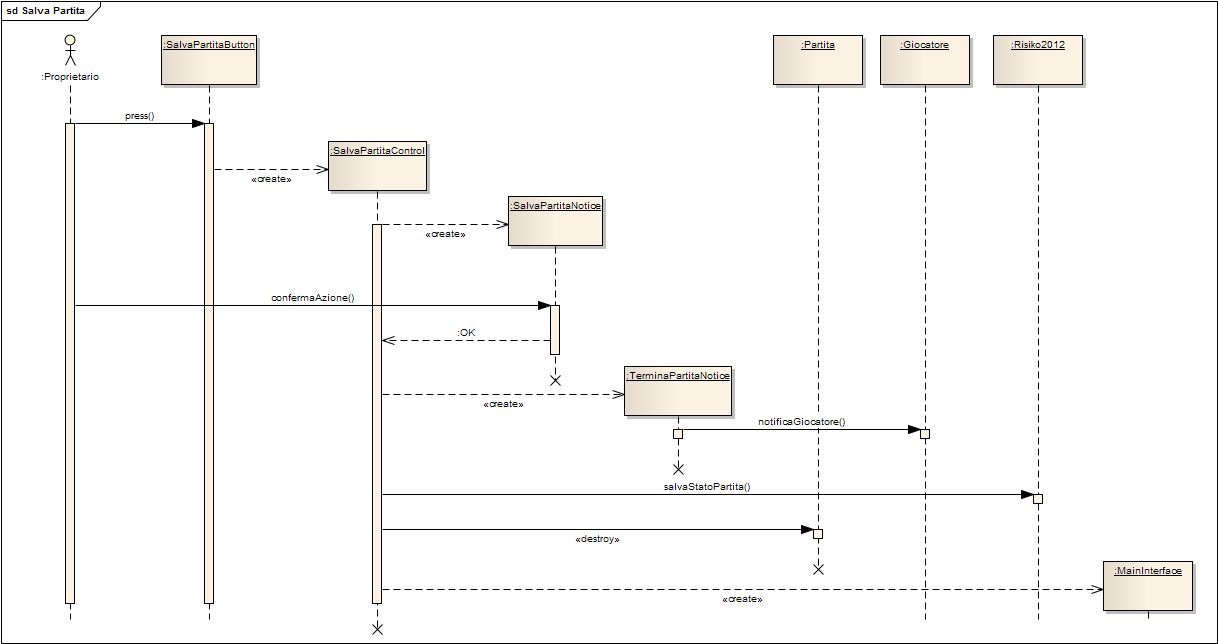 sd Salva Partita
:Proprietario
:SalvaPartitaButton
:Partita
:Giocatore
:Risiko2012
press()
:SalvaPartitaControl
«create»
:SalvaPartitaNotice
«create»
confermaAzione()
:OK
:TerminaPartitaNotice
«create»
notificaGiocatore()
salvaStatoPartita()
«destroy»
:MainInterface
«create»